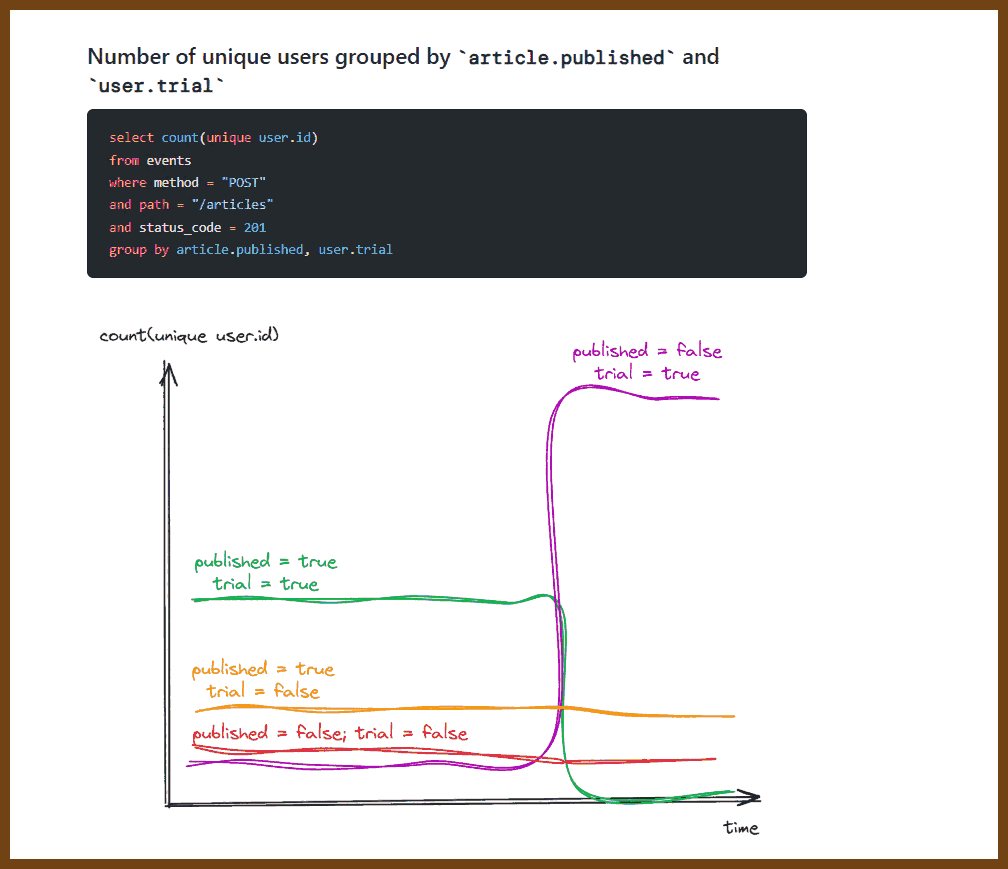 Number of unique users grouped by `article.published` and
`user.trial`
select count(unique user.id)
from events
where method = "POST"
and path = "/articles"
and status_code = 201
group by article.published, user.trial
count(unique user.id)
published = false
trial = true
published = true
trial = true
published = true
trial = false
published = false; trial = false
time